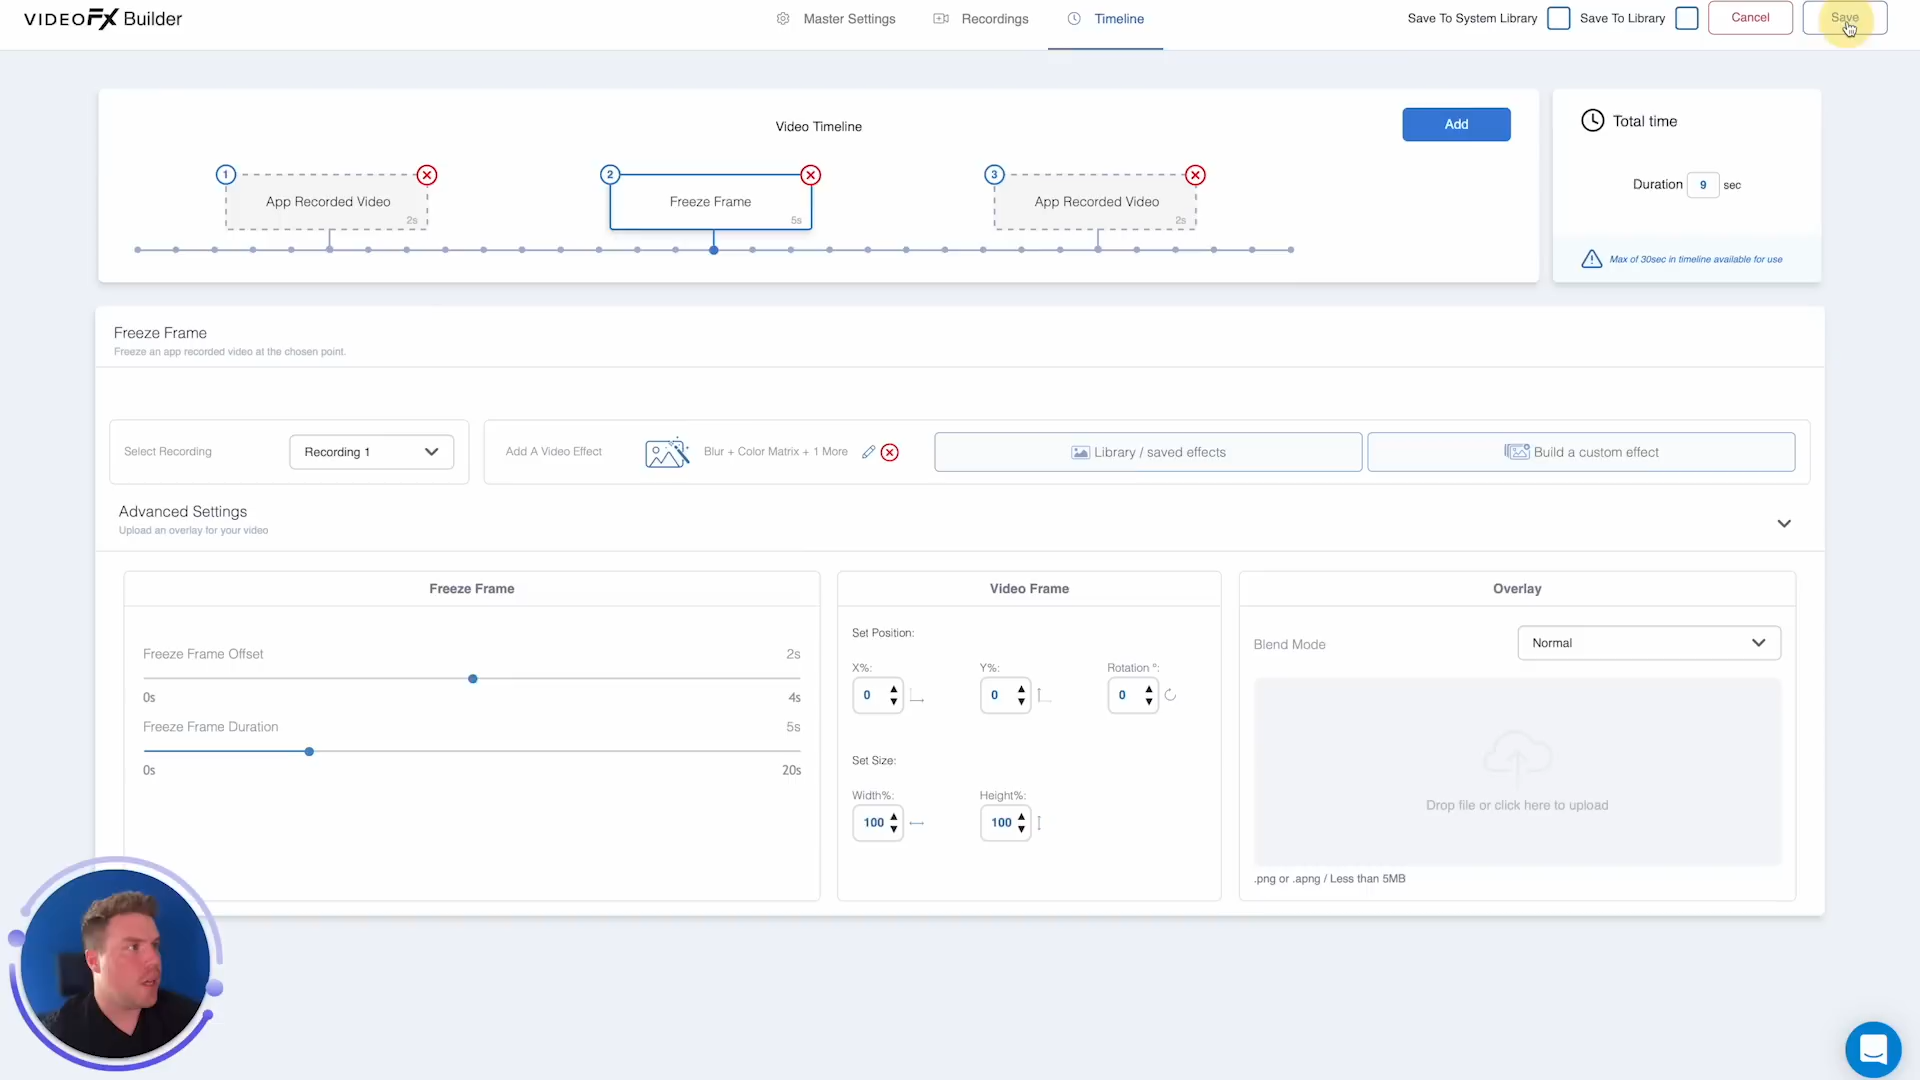 VIDEOFX Builder
Master Settings
Recordings
Timeline
Save To System Library
Save To Library
Cancel
Save
Video Timeline
Add
1
App Recorded Video
2s
2
Freeze Frame
5s
3
App Recorded Video
2s
Total time
Duration 9 sec
Max of 30sec in timeline available for use
Freeze Frame
Freeze an app recorded video at the chosen point.
Select Recording
Recording 1
Add A Video Effect
Blur + Color Matrix + 1 More
Library / saved effects
Build a custom effect
Advanced Settings
Upload an overlay for your video
Freeze Frame
Freeze Frame Offset 2s
0s 4s
Freeze Frame Duration 5s
0s 20s
Video Frame
Set Position:
X%: Y%: Rotation º:
0 0 0
Set Size:
Width%: Height%:
100 100
Overlay
Blend Mode Normal
Drop file or click here to upload
.png or .apng / Less than 5MB